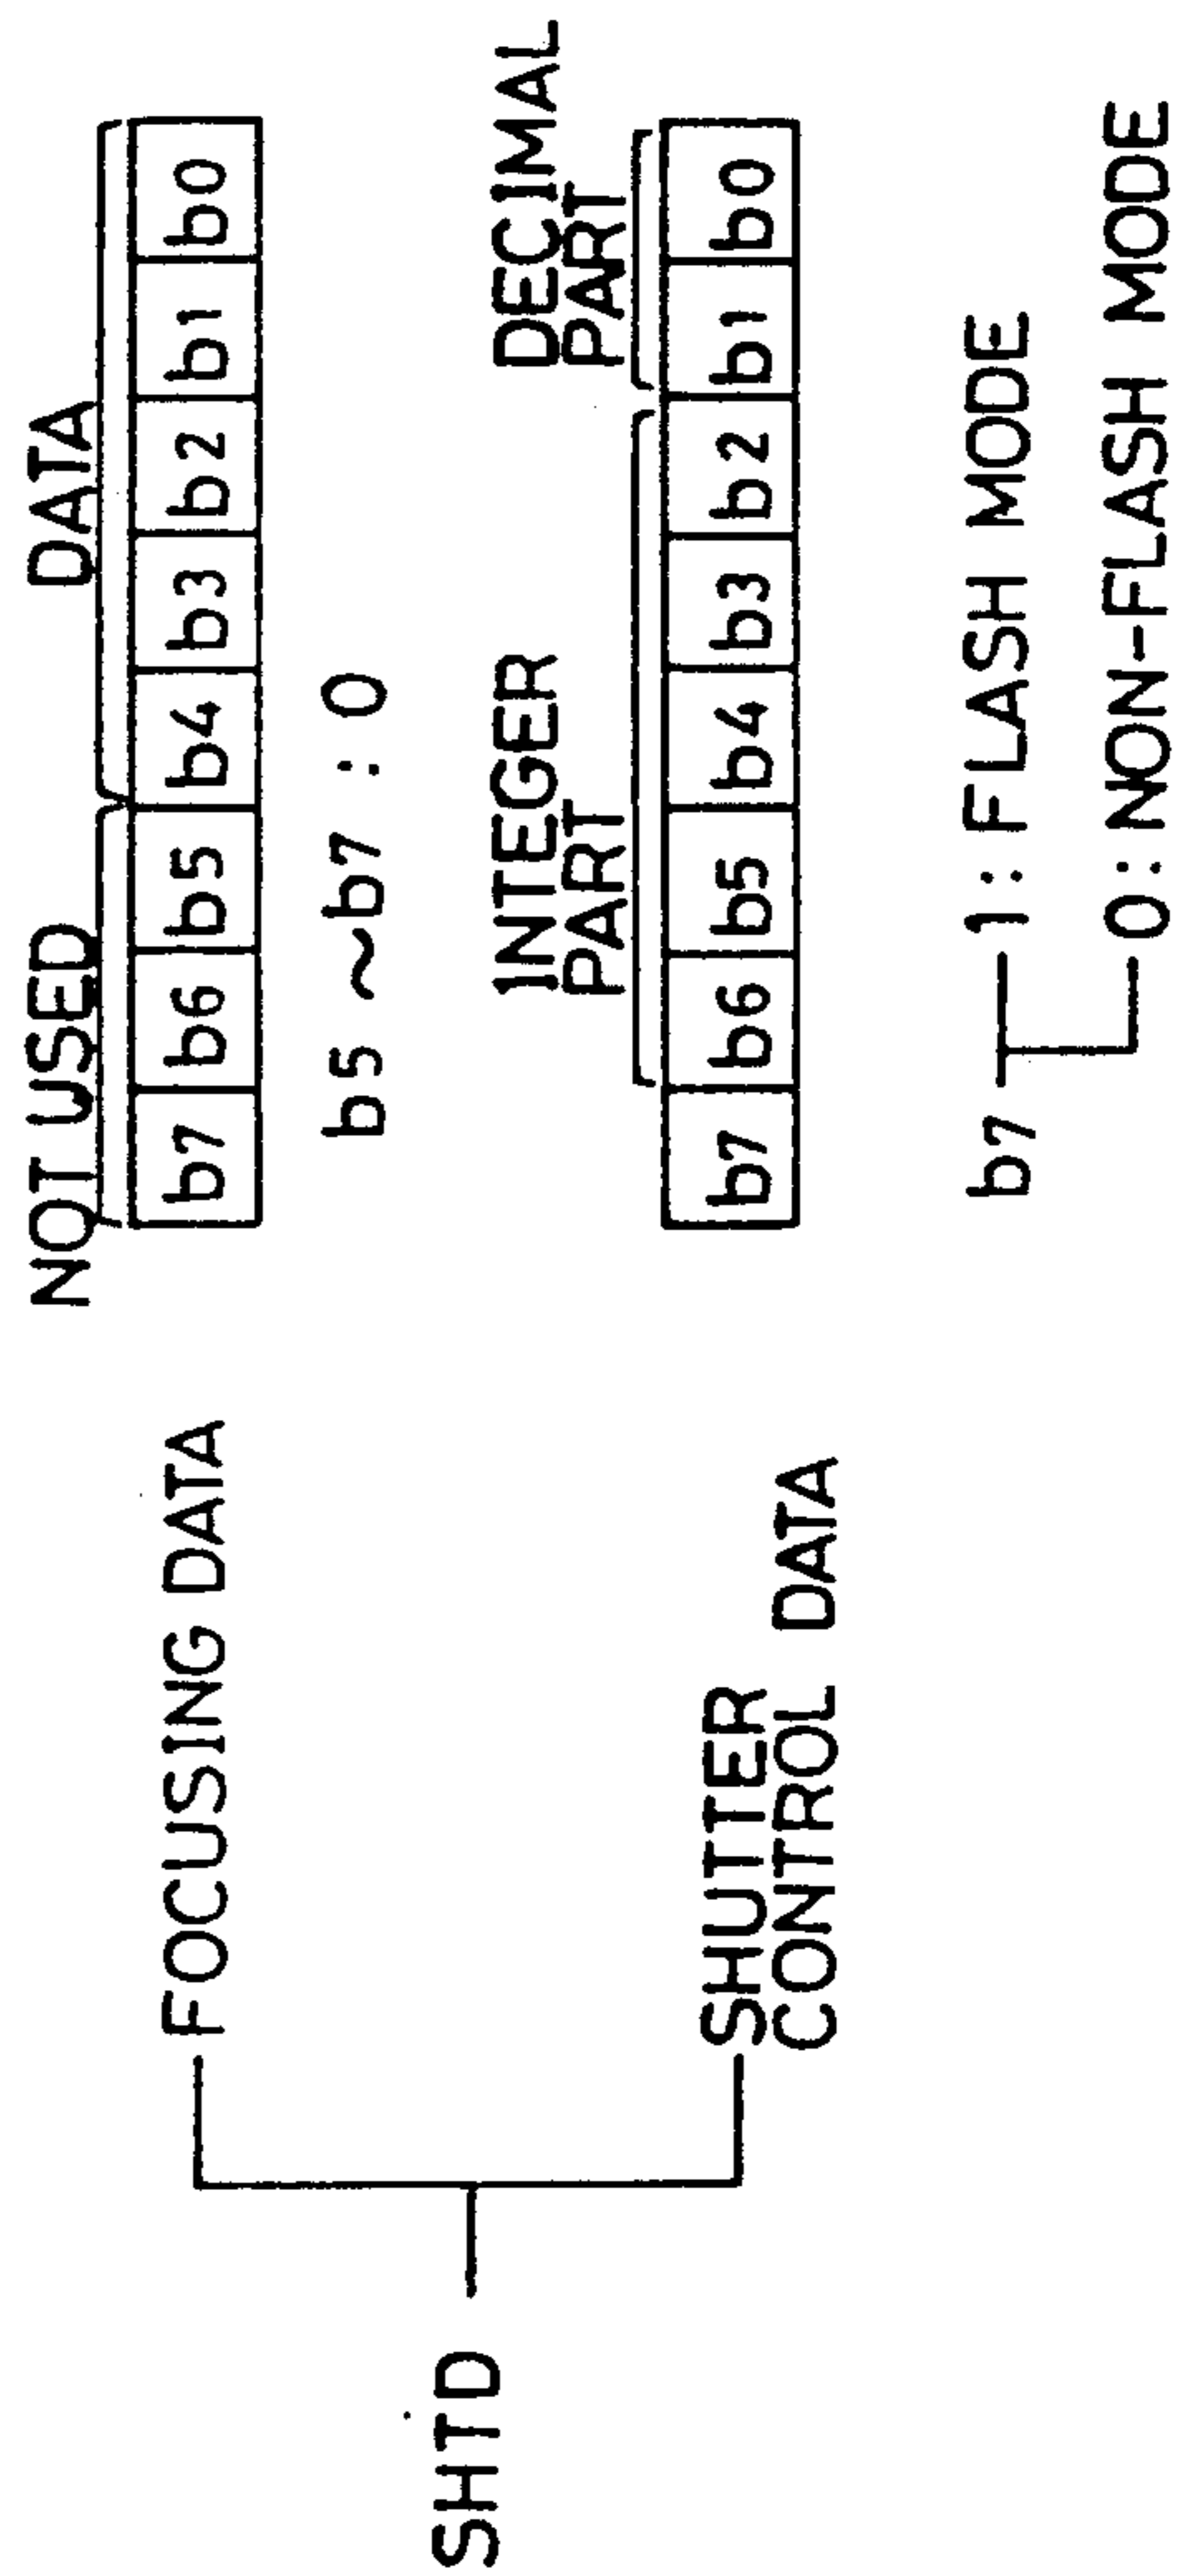 SHTD
FOCUSING DATA
NOT USED
DATA
b7 b6 b5 b4 b3 b2 b1 b0
b5 ~ b7 : 0
SHUTTER
CONTROL DATA
INTEGER
PART
DECIMAL
PART
b7 b6 b5 b4 b3 b2 b1 b0
b7
1 : FLASH MODE
0 : NON-FLASH MODE